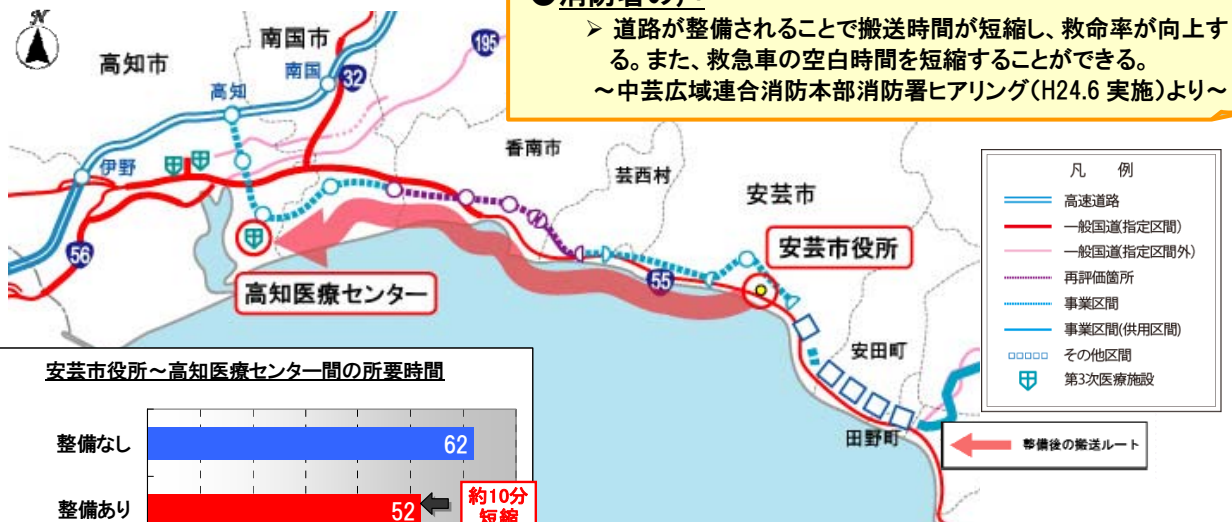 ●消防署の声
➢ 道路が整備されることで搬送時間が短縮し、救命率が向上す
る。また、救急車の空白時間を短縮することができる。
～中芸広域連合消防本部消防署ヒアリング(H24.6 実施)より～
N
高知市
南国市
195
南国
32
高知
伊野
香南市
芸西村
安芸市
56
安芸市役所
55
高知医療センター
安田町
田野町
凡 例
高速道路
一般国道(指定区間)
一般国道(指定区間外)
再評価箇所
事業区間
事業区間(供用区間)
その他区間
第3次医療施設
整備後の搬送ルート
安芸市役所～高知医療センター間の所要時間
整備なし
62
整備あり
52
約10分
短縮